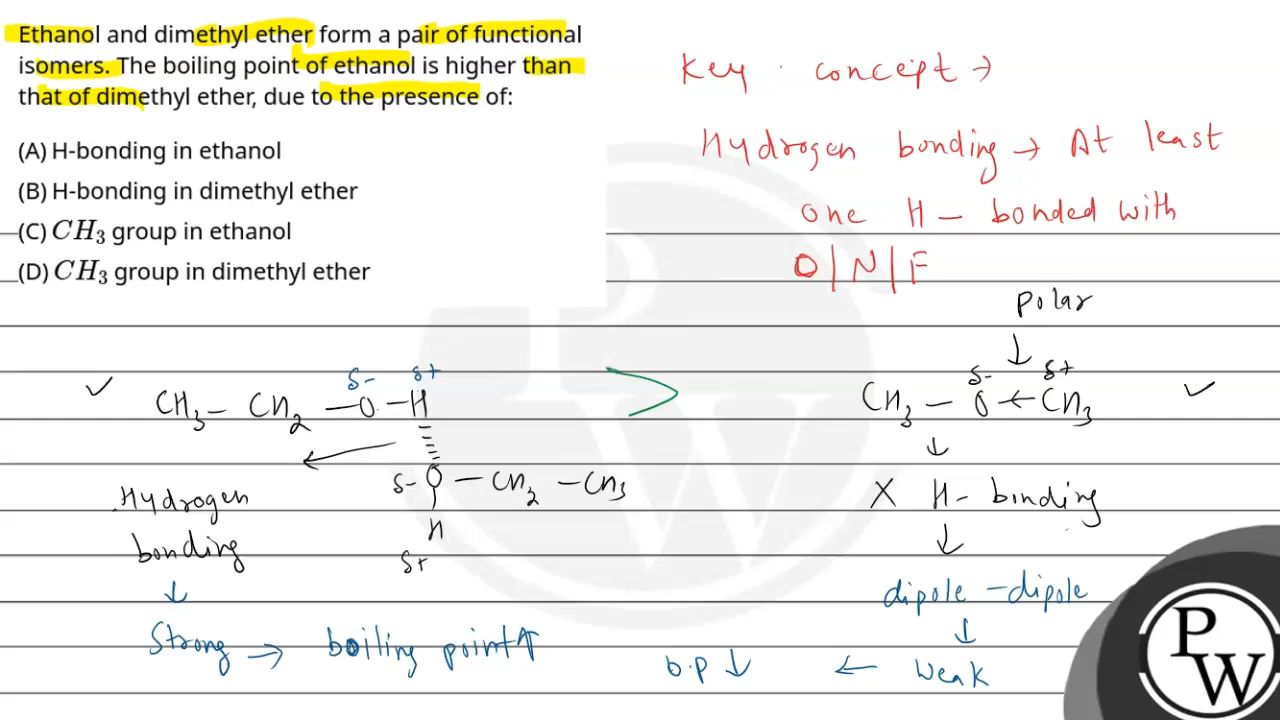 Ethanol and dimethyl ether form a pair of functional
isomers. The boiling point of ethanol is higher than
that of dimethyl ether, due to the presence of:
(A) H-bonding in ethanol
(B) H-bonding in dimethyl ether
(C) CH₃ group in ethanol
(D) CH₃ group in dimethyl ether
Key concept →
Hydrogen bonding → At least
one H - bonded with
O | N | F
δ- δ+
CH₃ - CH₂ - O - H
δ- O - CH₂ - CH₃
H
δ+
Hydrogen
bonding
↓
Strong → boiling point ↑
>
Polar
↓
δ- δ+
CH₃ - O ← CH₃
↓
X H - binding
↓
dipole - dipole
↓
b.p ↓ ← Weak
P
W
P
W